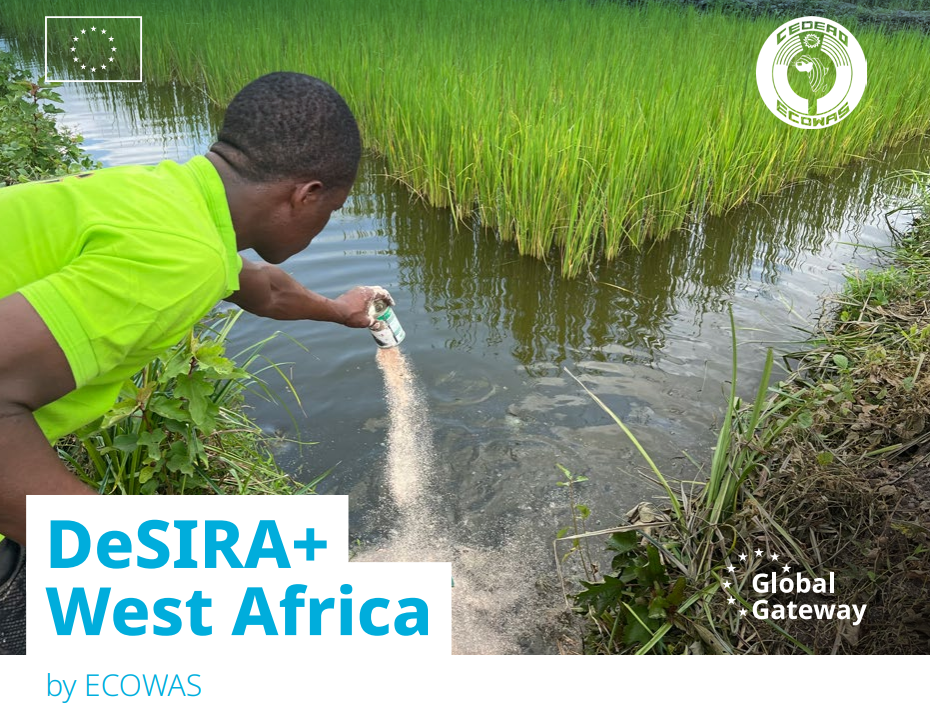 CEDEAO
ECOWAS
DeSIRA+
West Africa
Global
Gateway
by ECOWAS